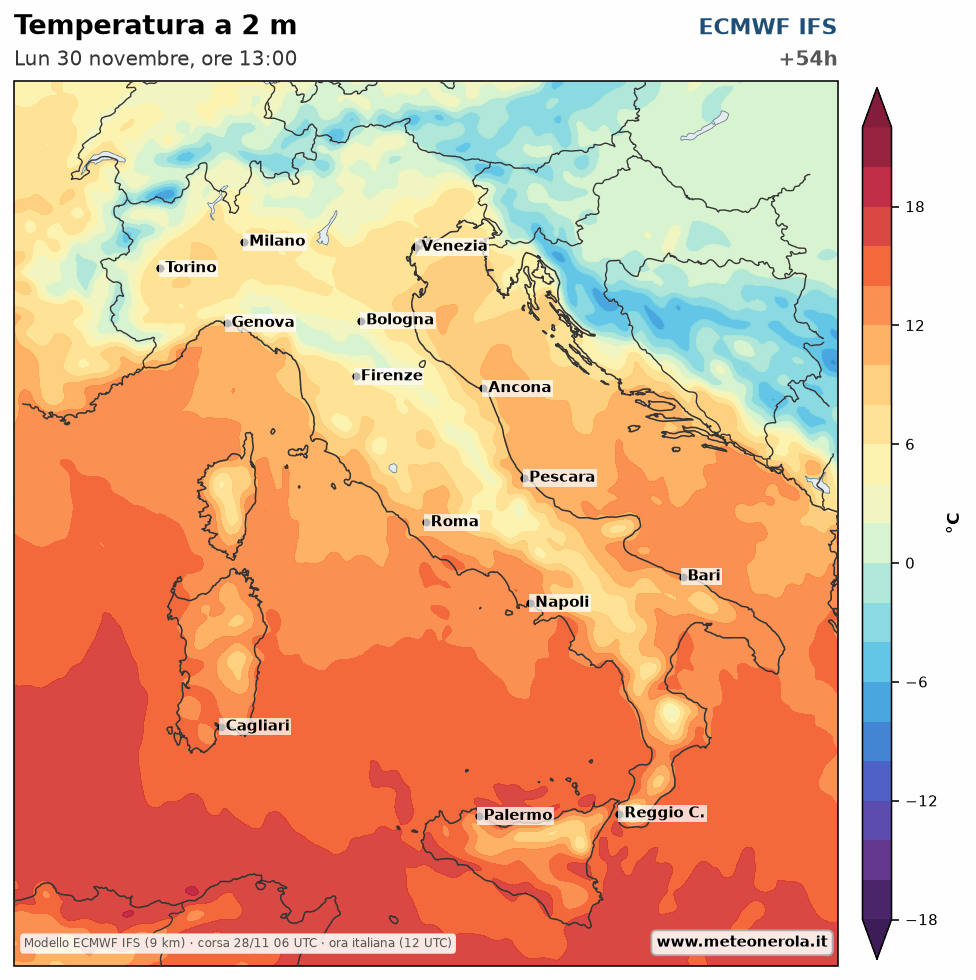 Temperatura a 2 m
ECMWF IFS
Lun 30 novembre, ore 13:00
+54h
Milano
Venezia
Torino
Genova
Bologna
Firenze
Ancona
Pescara
Roma
Bari
Napoli
Cagliari
Palermo
Reggio C.
18
12
6
0
−6
−12
−18
°C
Modello ECMWF IFS (9 km) · corsa 28/11 06 UTC · ora italiana (12 UTC)
www.meteonerola.it